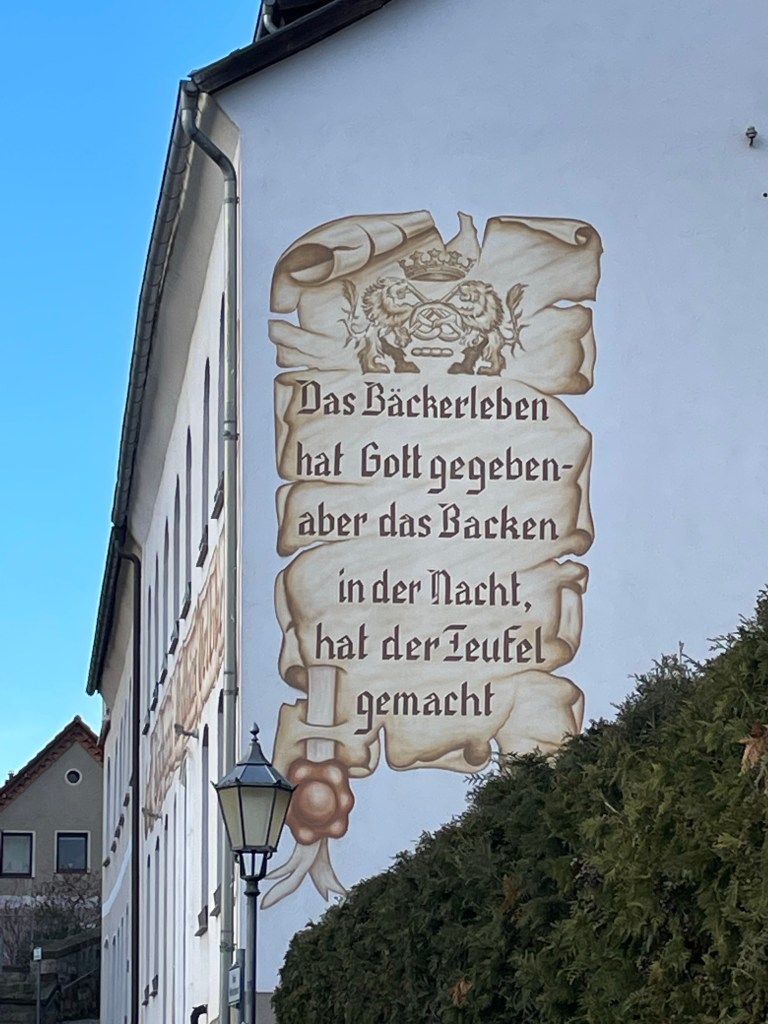 Das Bäckerleben
hat Gott gegeben-
aber das Backen
in der Nacht,
hat der Teufel
gemacht